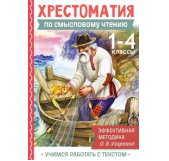 ХРЕСТОМАТИЯ
ПО СМЫСЛОВОМУ ЧТЕНИЮ
1-4
КЛАССЫ
ЭФФЕКТИВНАЯ
МЕТОДИКА
О. В. Узоровой
УЧИМСЯ РАБОТАТЬ С ТЕКСТОМ